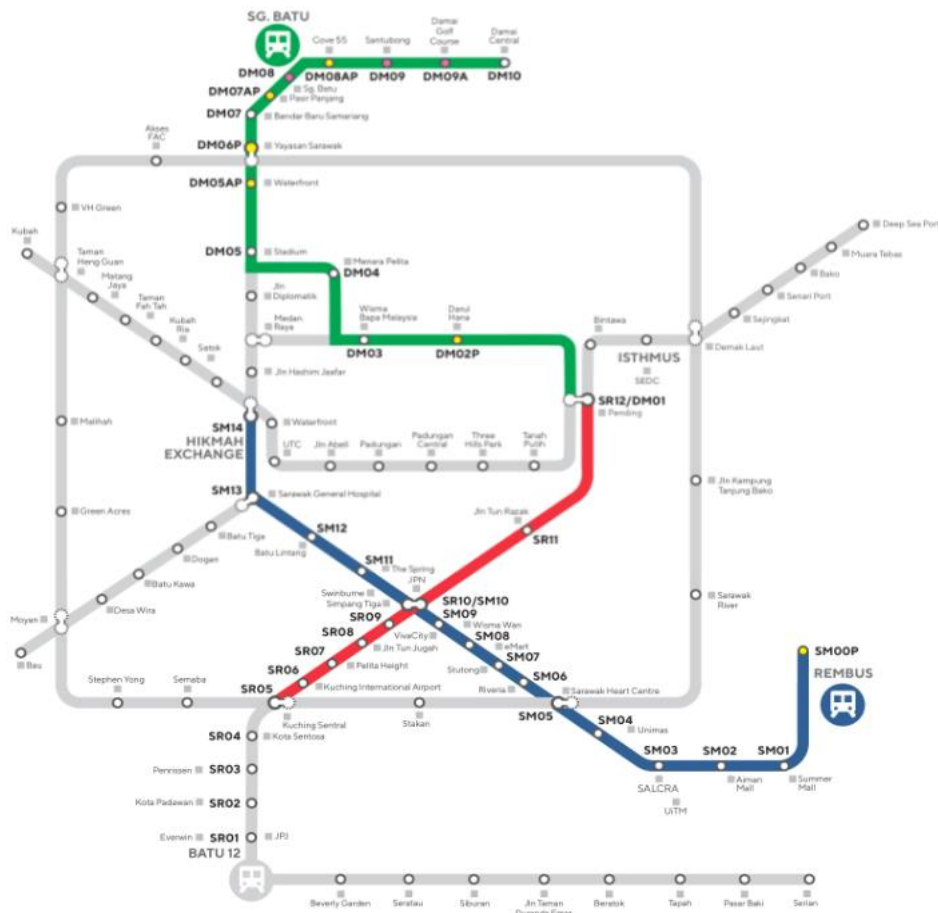 SG. BATU
Cove 55
Santubong
Damai
Golf
Course
Damai
Central
DM08
DM08AP
DM09
DM09A
DM10
DM07AP
Sg. Batu
Pasir Panjang
DM07
Bandar Baru Samariang
Akses
FAC
DM06P
Yayasan Sarawak
DM05AP
Waterfront
VH Green
Kubah
Taman
Heng Guan
Matang
Jaya
Taman
Fah Tah
Kubah
Ria
Setok
DM05
Stadium
Menara Pelita
DM04
Jln
Diplomatik
Medan
Raya
Wisma
Bapa Malaysia
Darul
Hana
DM03
DM02P
Deep Sea Port
Muara Tebas
Bako
Senari Port
Sejingkat
Demak Laut
Bintawa
ISTHMUS
SEDC
Jln Hashim Jaafar
SR12/DM01
Pending
SM14
HIKMAH
EXCHANGE
Waterfront
UTC
Jln Abell
Padungan
Padungan
Central
Three
Hills Park
Tanah
Putih
Malihah
SM13
Sarawak General Hospital
Jln Kampung
Tanjung Bako
Green Acres
Batu Tiga
Dogan
Batu Kawa
Desa Wira
Moyan
Bau
SM12
Batu Lintang
SM11
The Spring
JPN
Jln Tun Razak
SR11
Swinburne
Simpang Tiga
SR10/SM10
SR09
SM09
Wisma Wan
VivaCity
SR08
Jln Tun Jugah
SM08
eMart
SR07
Pelita Height
SM07
Stutong
SR06
Kuching International Airport
SM06
Riveria
Sarawak
River
Stephen Yong
Semaba
SR05
Kuching Sentral
Stakan
SM05
Sarawak Heart Centre
SM00P
REMBUS
SR04
Kota Sentosa
SM04
Unimas
SR03
Penrissen
SM03
SALCRA
UiTM
SM02
Aiman
Mall
SM01
Summer
Mall
Kota Padawan
SR02
Everwin
SR01
JPJ
BATU 12
Beverly Garden
Seratau
Siburan
Jln Taman
Beratok
Tapah
Pasar Baki
Serian